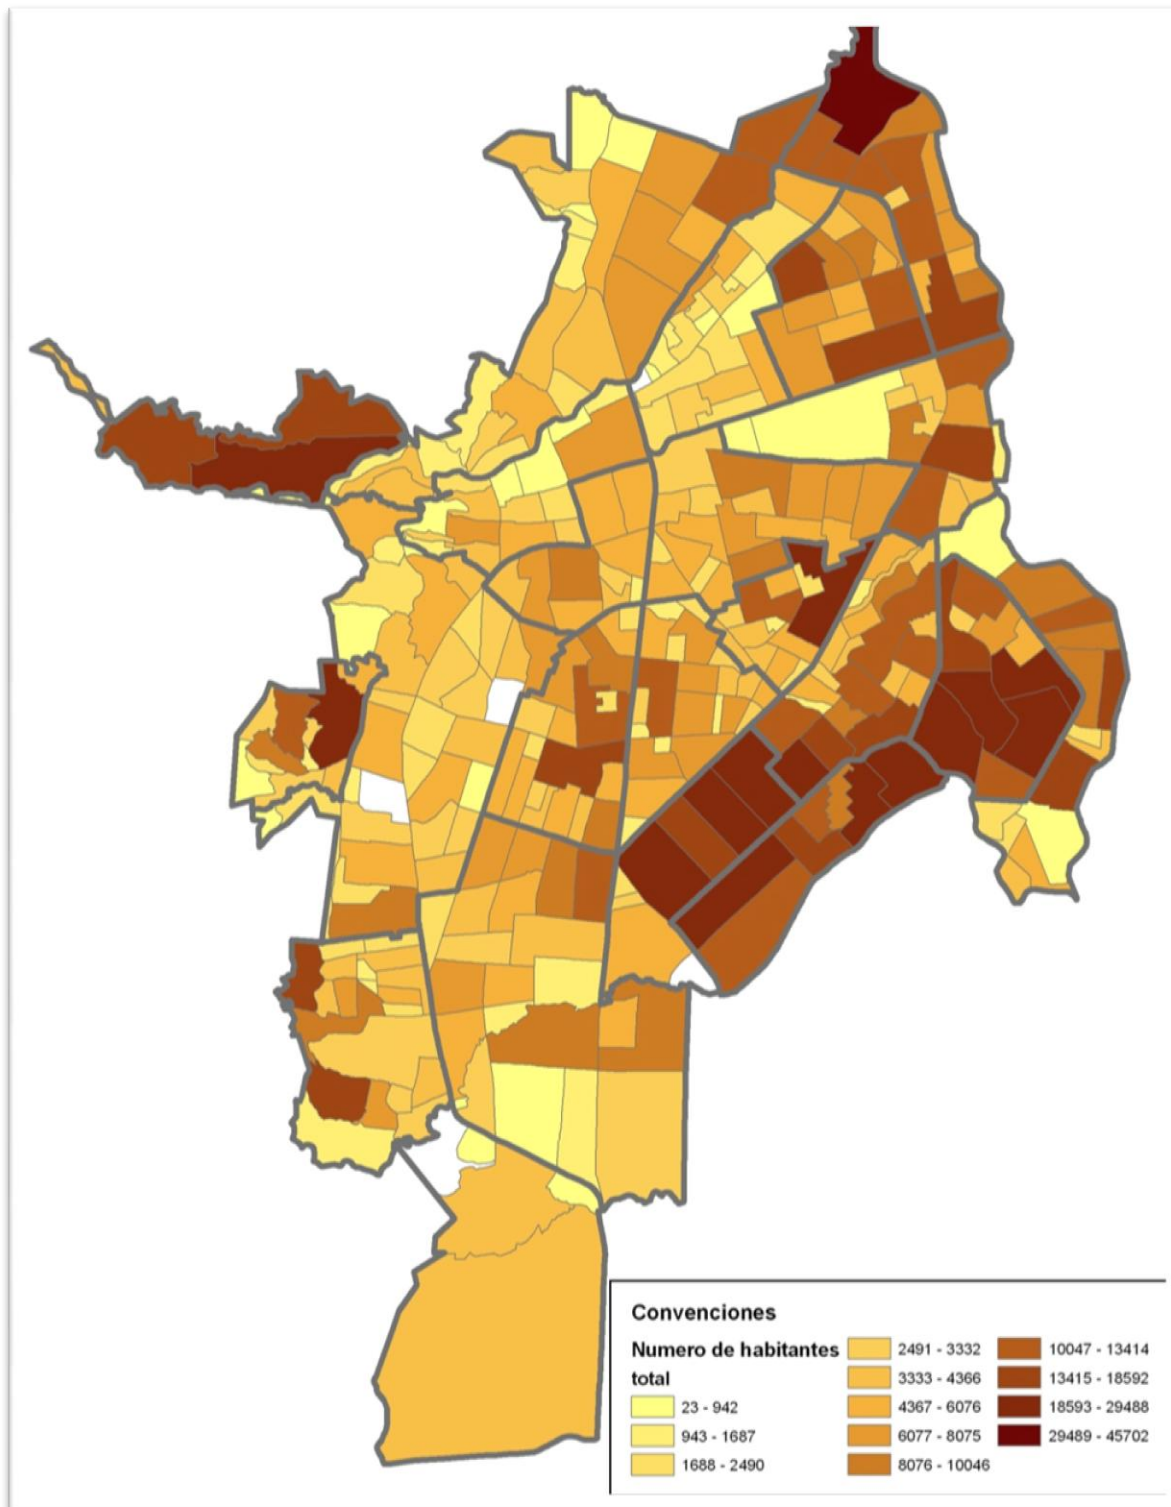 Convenciones
Numero de habitantes
total
23 - 942
943 - 1687
1688 - 2490
2491 - 3332
3333 - 4366
4367 - 6076
6077 - 8075
8076 - 10046
10047 - 13414
13415 - 18592
18593 - 29488
29489 - 45702